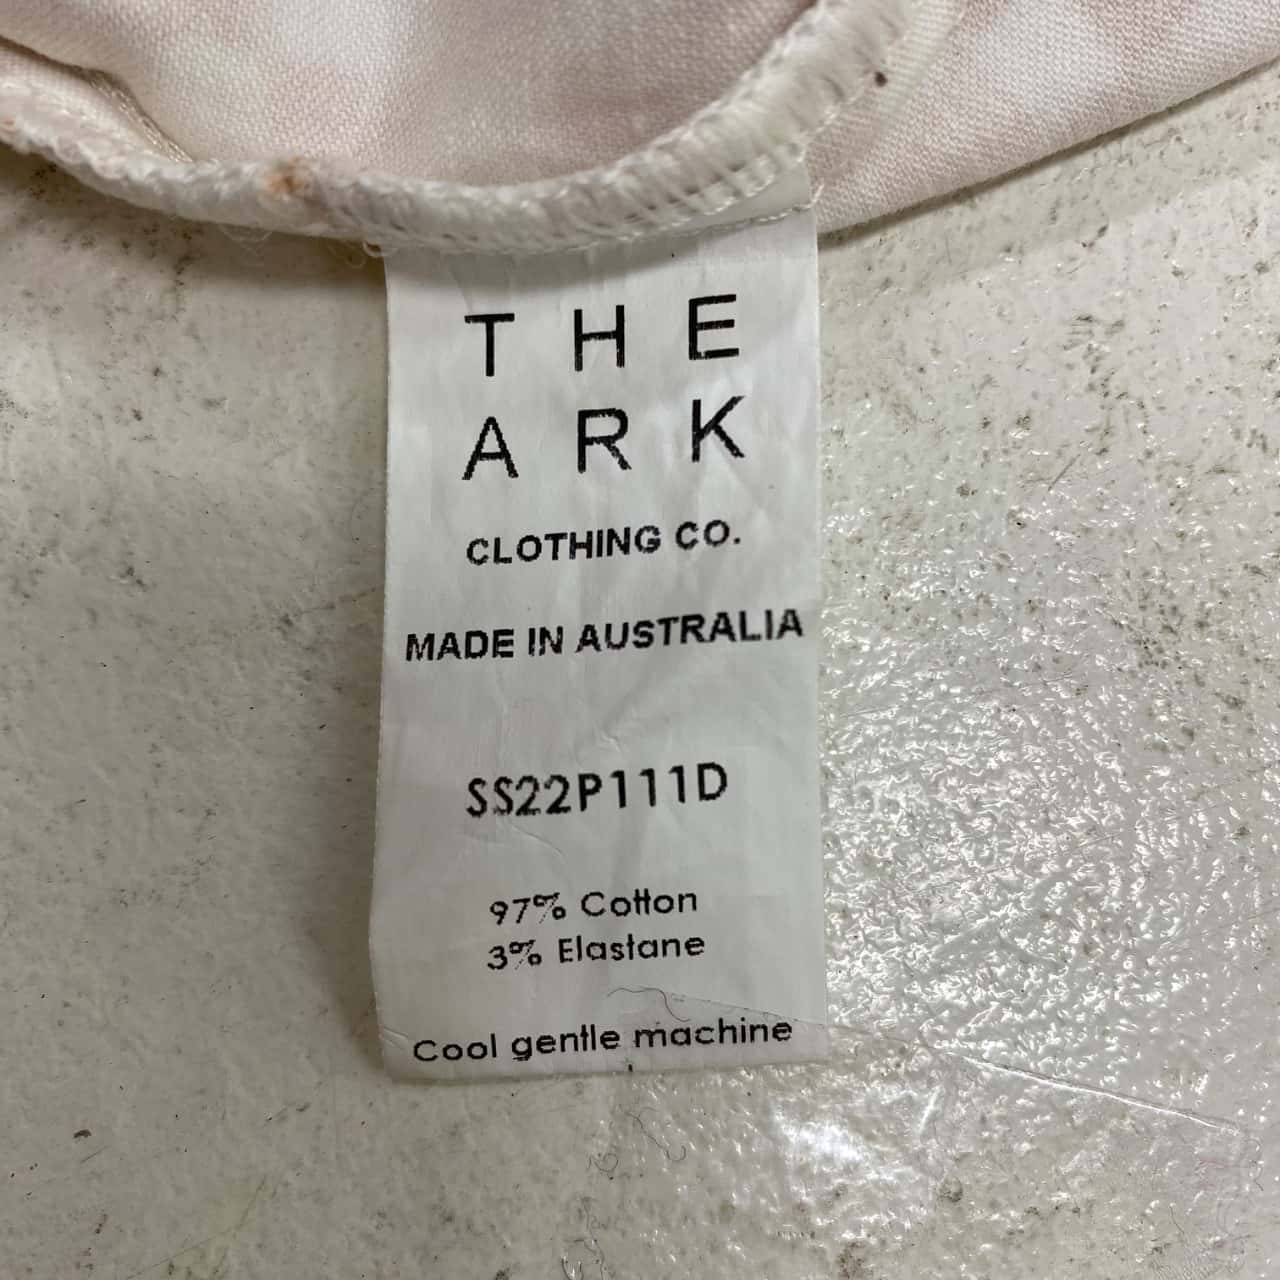 THE
ARK
CLOTHING CO.
MADE IN AUSTRALIA
SS22P111D
97% Cotton
3% Elastane
Cool gentle machine